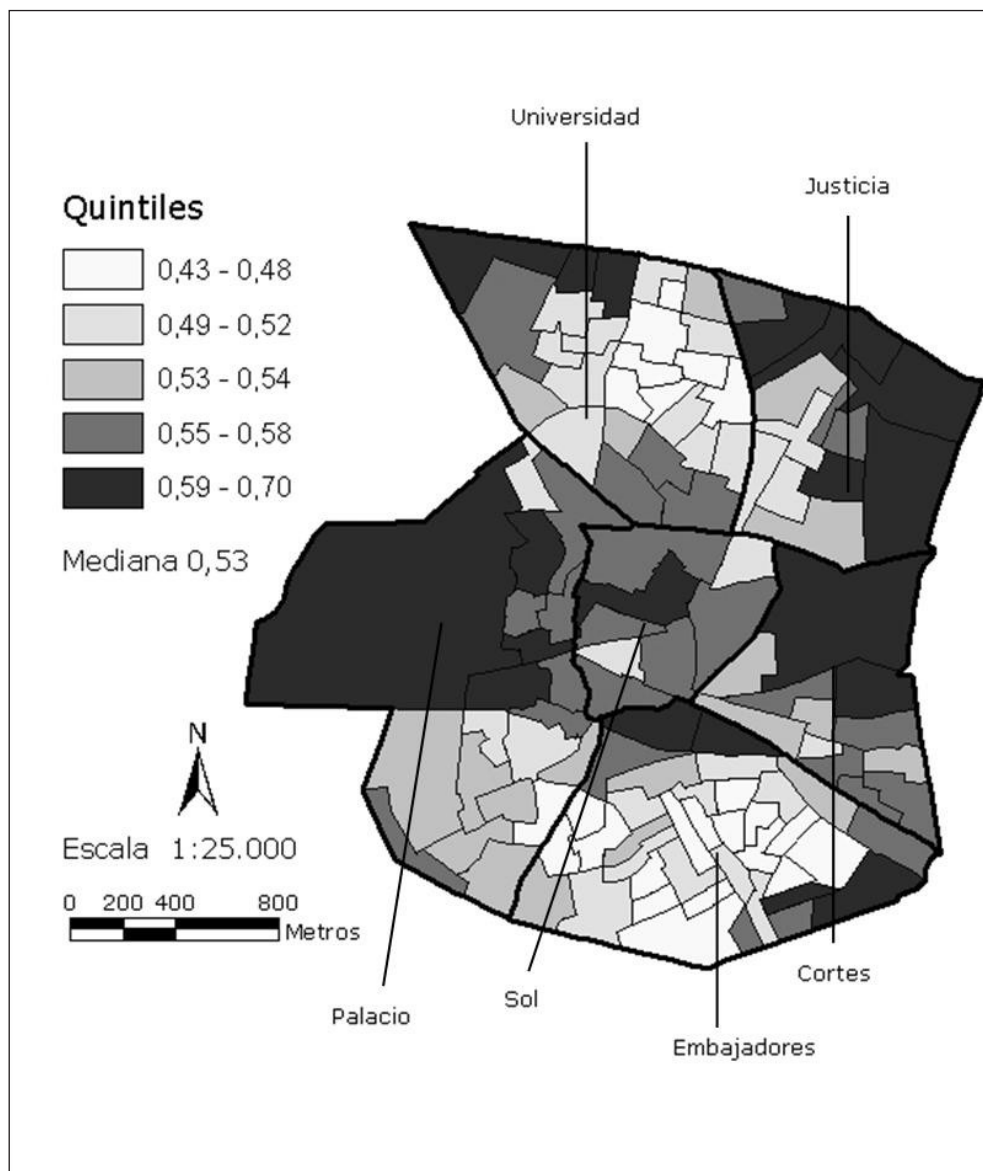 Universidad
Justicia
Quintiles
0,43 - 0,48
0,49 - 0,52
0,53 - 0,54
0,55 - 0,58
0,59 - 0,70
Mediana 0,53
N
Escala 1:25.000
0 200 400 800
Metros
Palacio
Sol
Cortes
Embajadores